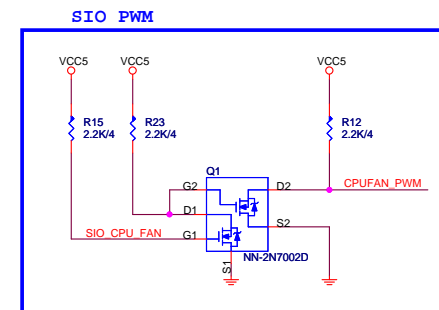 SIO PWM
VCC5 VCC5 VCC5
R15 R23 R12
2.2K/4 2.2K/4 2.2K/4
Q1
G2 D2 CPUFAN_PWM
D1 S2
SIO_CPU_FAN G1
NN-2N7002D
S1